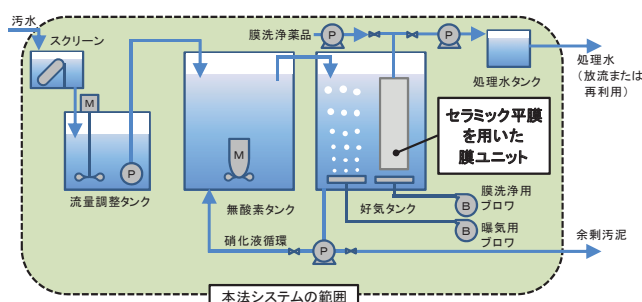 汚水
スクリーン
M
P
流量調整タンク
無酸素タンク
M
硝化液循環
P
膜洗浄薬品
P
P
処理水タンク
処理水
（放流または
再利用）
セラミック平膜
を用いた
膜ユニット
好気タンク
B
膜洗浄用
ブロワ
B
曝気用
ブロワ
余剰汚泥
本法システムの範囲